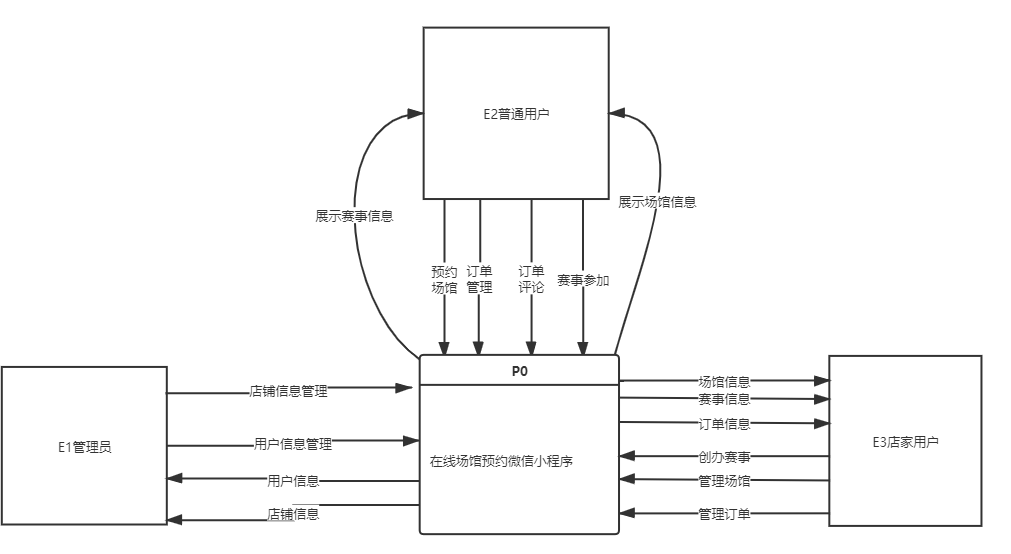 E2普通用户
展示赛事信息
展示场馆信息
预约
场馆
订单
管理
订单
评论
赛事参加
P0
在线场馆预约微信小程序
E1管理员
店铺信息管理
用户信息管理
用户信息
店铺信息
场馆信息
赛事信息
订单信息
创办赛事
管理场馆
管理订单
E3店家用户